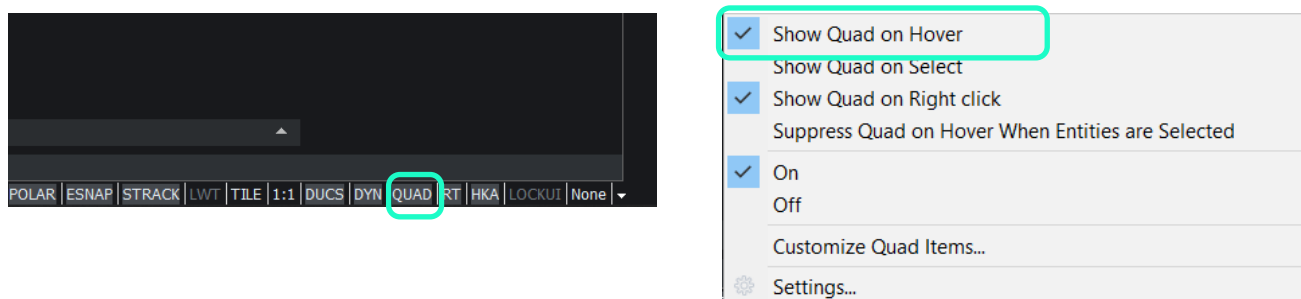 POLAR ESNAP STRACK LWT TILE 1:1 DUCS DYN QUAD RT HKA LOCKUI None
Show Quad on Hover
Show Quad on Select
Show Quad on Right click
Suppress Quad on Hover When Entities are Selected
On
Off
Customize Quad Items...
Settings...